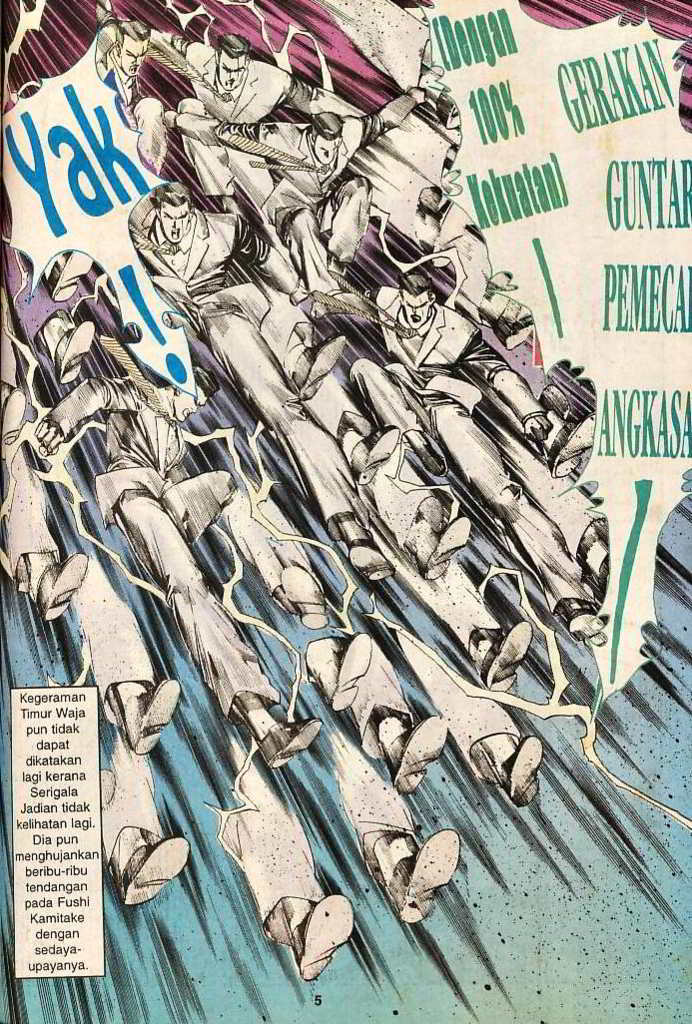 Yak
!
(Dengan
100%
Kekuatan)
!
GERAKAN
GUNTAR
PEMECAH
ANGKASA
!
Kegeraman
Timur Waja
pun tidak
dapat
dikatakan
lagi kerana
Serigala
Jadian tidak
kelihatan lagi.
Dia pun
menghujankan
beribu-ribu
tendangan
pada Fushi
Kamitake
dengan
sedaya-
upayanya.
5